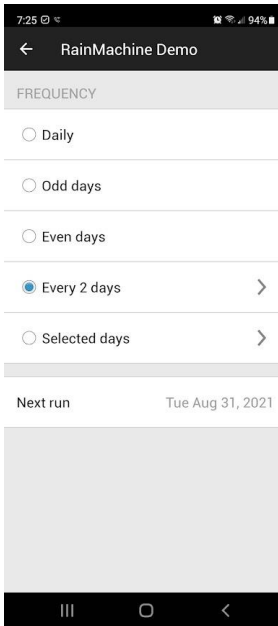 7:25 94%
RainMachine Demo
FREQUENCY
Daily
Odd days
Even days
Every 2 days
Selected days
Next run Tue Aug 31, 2021